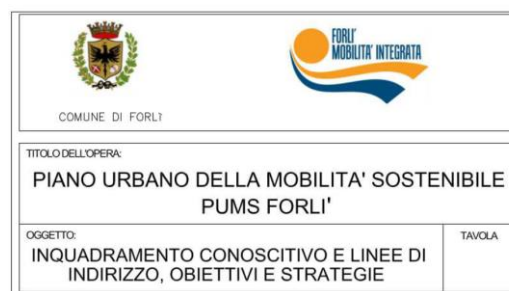 FORLI'
MOBILITA' INTEGRATA
COMUNE DI FORLI'
TITOLO DELL'OPERA:
PIANO URBANO DELLA MOBILITA' SOSTENIBILE
PUMS FORLI'
OGGETTO:
TAVOLA
INQUADRAMENTO CONOSCITIVO E LINEE DI
INDIRIZZO, OBIETTIVI E STRATEGIE